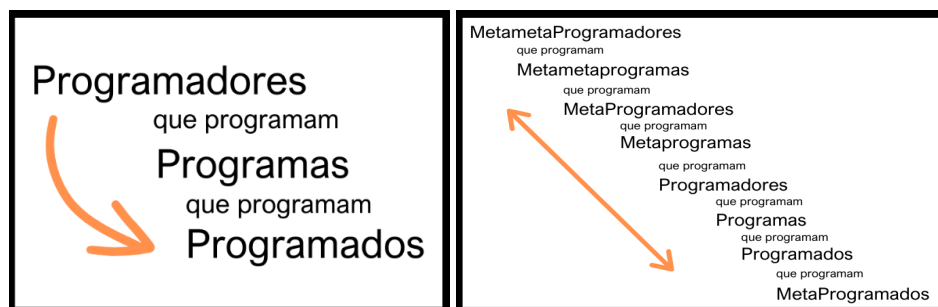 Programadores
que programam
Programas
que programam
Programados
MetametaProgramadores
que programam
Metametaprogramas
que programam
MetaProgramadores
que programam
Metaprogramas
que programam
Programadores
que programam
Programas
que programam
Programados
que programam
MetaProgramados